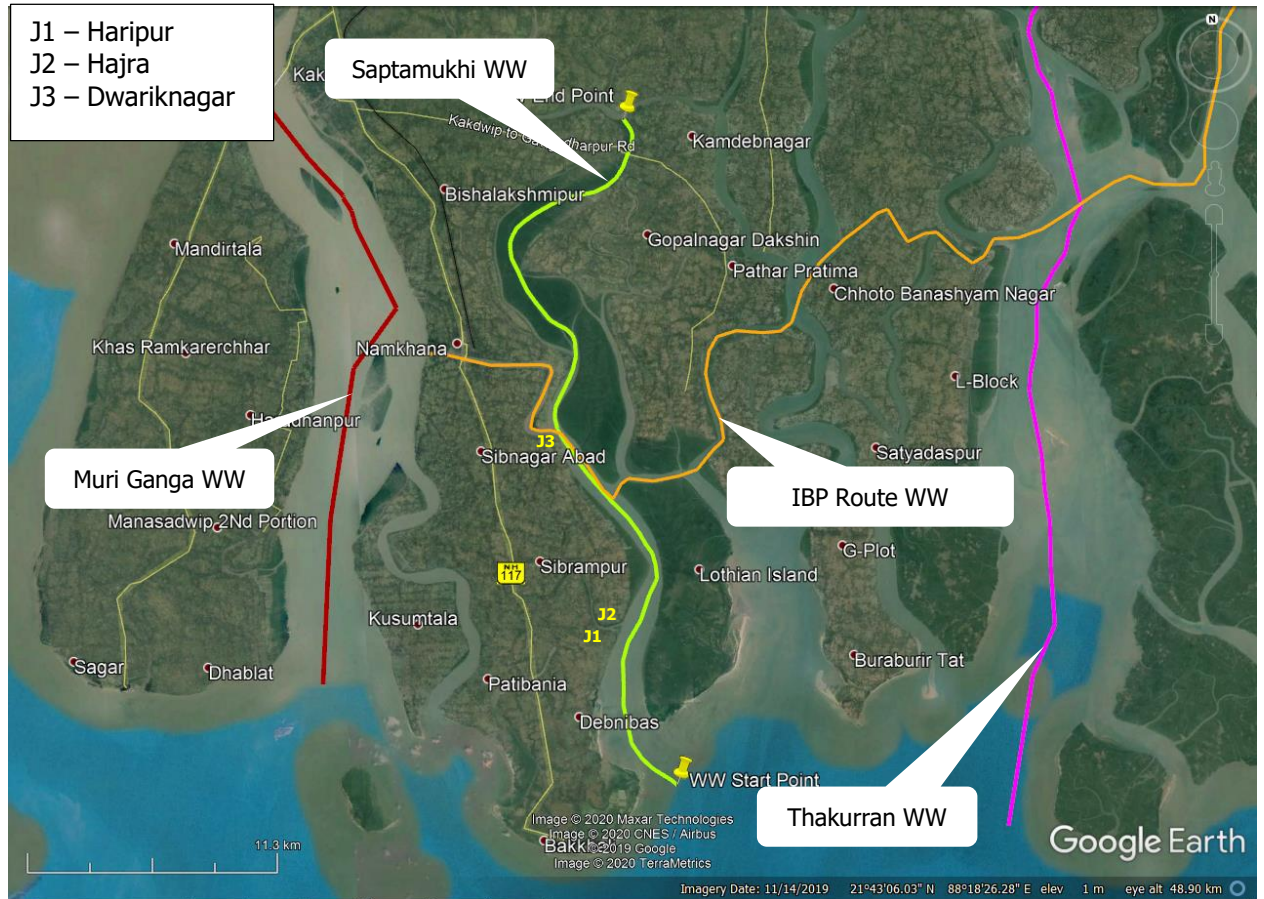 J1 – Haripur
J2 – Hajra
J3 – Dwariknagar
Saptamukhi WW
Kak
End Point
Kakdwip to Ga
harpur Rd
Kamdebnagar
Bishalakshmipur
Mandirtala
Gopalnagar Dakshin
Pathar Pratima
Chhoto Banashyam Nagar
Khas Ramkarerchhar
Namkhana
L-Block
Muri Ganga WW
J3
Sibnagar Abad
Satyadaspur
IBP Route WW
Manasadwip 2Nd Portion
NH
117
Sibrampur
G-Plot
Lothian Island
Kusumtala
J2
J1
Sagar
Dhablat
Buraburir Tat
Patibania
Debnibas
WW Start Point
Thakurran WW
Image © 2020 Maxar Technologies
Image © 2020 CNES / Airbus
© 2019 Google
Image © 2020 TerraMetrics
11.3 km
Google Earth
N
Imagery Date: 11/14/2019 21°43'06.03" N 88°18'26.28" E elev 1 m eye alt 48.90 km